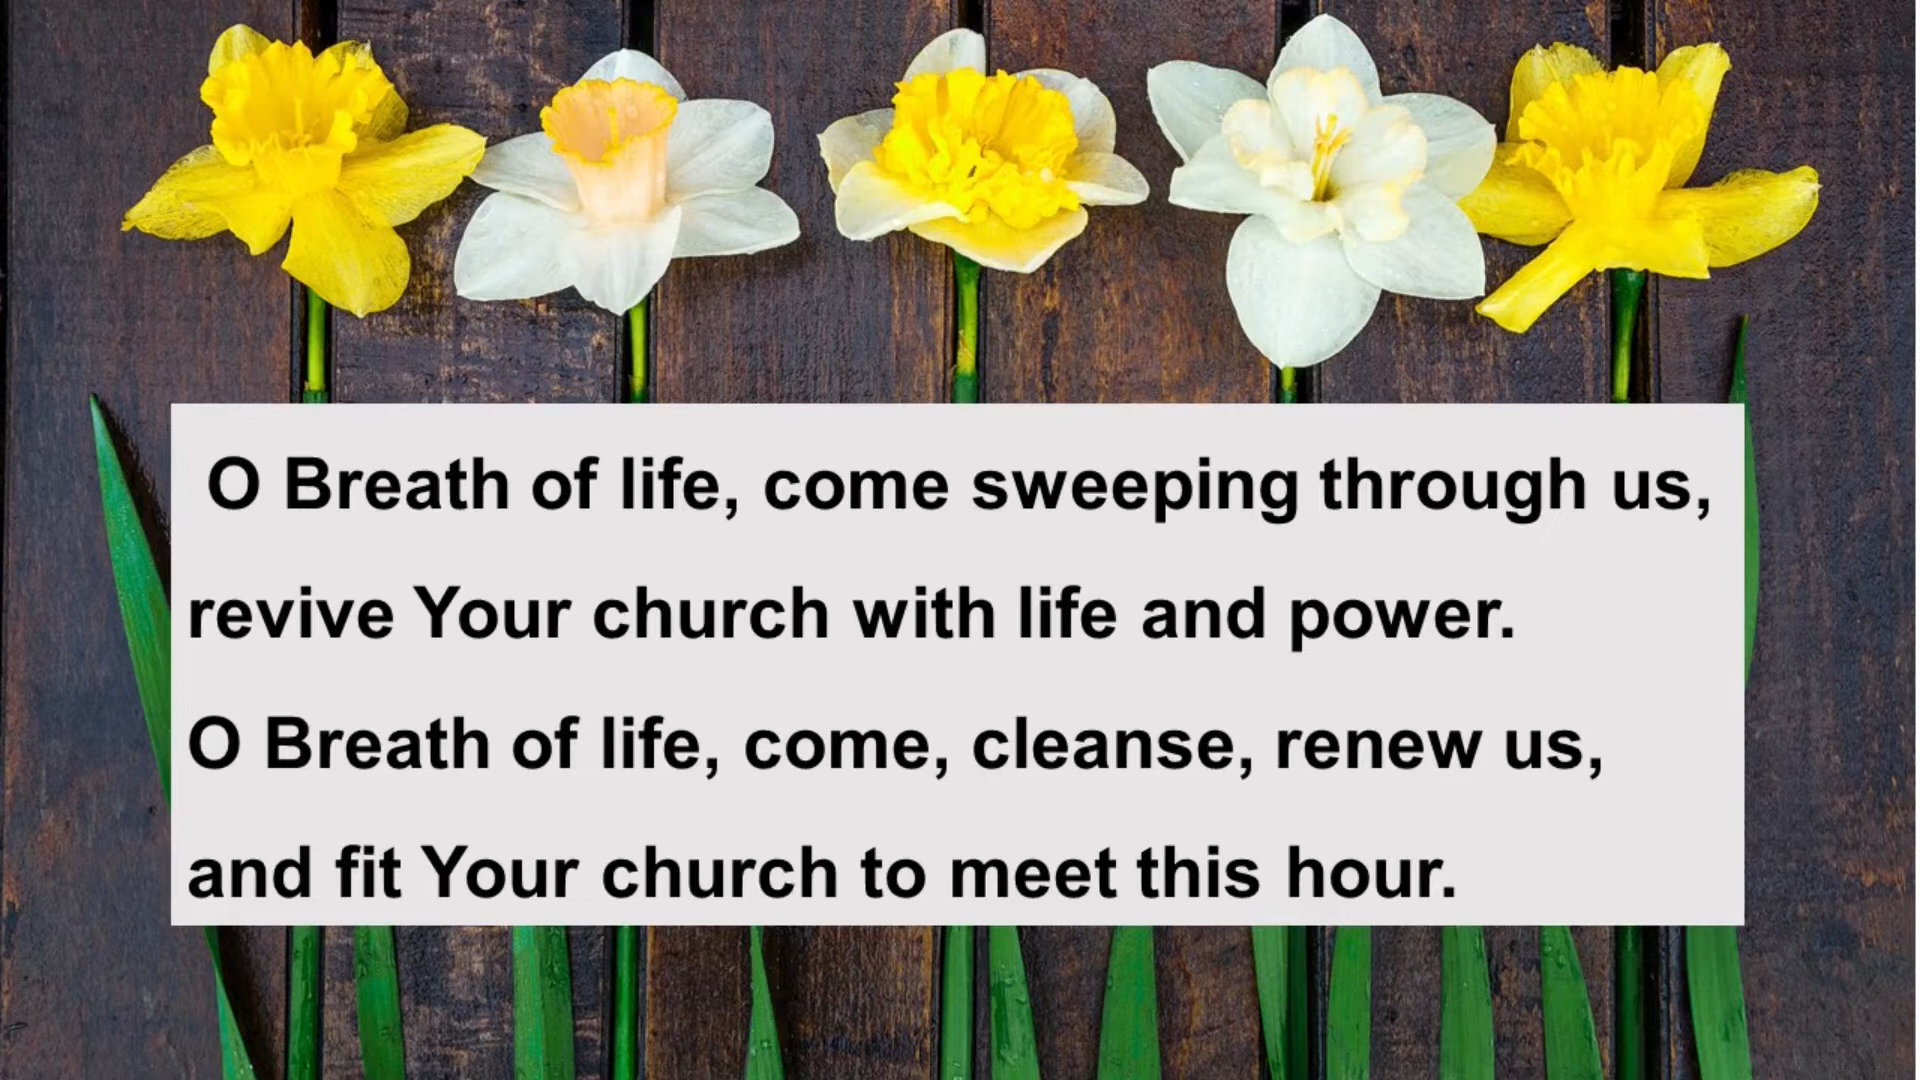 O Breath of life, come sweeping through us,
revive Your church with life and power.
O Breath of life, come, cleanse, renew us,
and fit Your church to meet this hour.